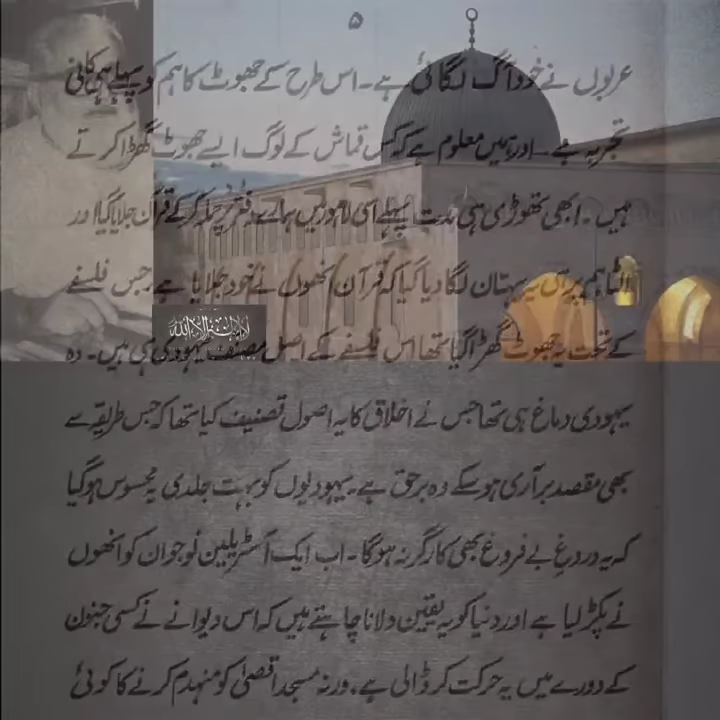 ۵
عربوں نے خود آگ لگائی ہے۔ اس طرح کے جھوٹ کا ہم کو پہلے ہی کافی
تجربہ ہے۔ اور ہمیں معلوم ہے کہ کس قماش کے لوگ ایسے جھوٹ گھڑا کرتے
ہیں۔ ابھی تھوڑی ہی مدت پہلے اسی لاہور میں ہمارے دفتر پر حملہ کر کے قرآن جلایا گیا اور
الٹا ہم پر ہی یہ بہتان لگا دیا گیا کہ قرآن انھوں نے خود جلایا ہے۔ جس فلسفے
کے تحت یہ جھوٹ گھڑا گیا تھا اس فلسفے کے اصل مصنف یہودی ہی ہیں۔ وہ
یہودی دماغ ہی تھا جس نے اخلاق کا یہ اصول تصنیف کیا تھا کہ جس طریقے سے
بھی مقصد برآری ہو سکے وہ برحق ہے۔ یہودیوں کو بہت جلدی یہ محسوس ہو گیا
کہ یہ دروغ بے فروغ بھی کارگر نہ ہوگا۔ اب ایک آسٹریلین نوجوان کو انھوں
نے پکڑ لیا ہے اور دنیا کو یہ یقین دلانا چاہتے ہیں کہ اس دیوانے نے کسی جنون
کے دورے میں یہ حرکت کر ڈالی ہے، ورنہ مسجد اقصیٰ کو منہدم کرنے کا کوئی